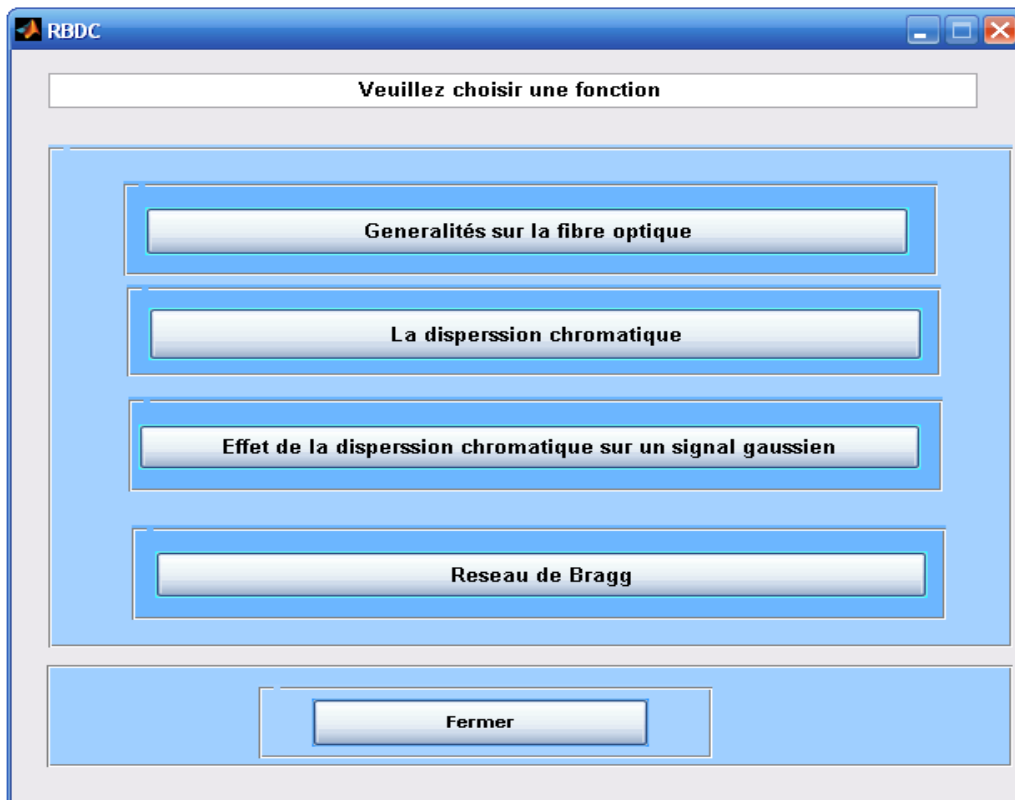 RBDC
Veuillez choisir une fonction
Generalités sur la fibre optique
La disperssion chromatique
Effet de la disperssion chromatique sur un signal gaussien
Reseau de Bragg
Fermer